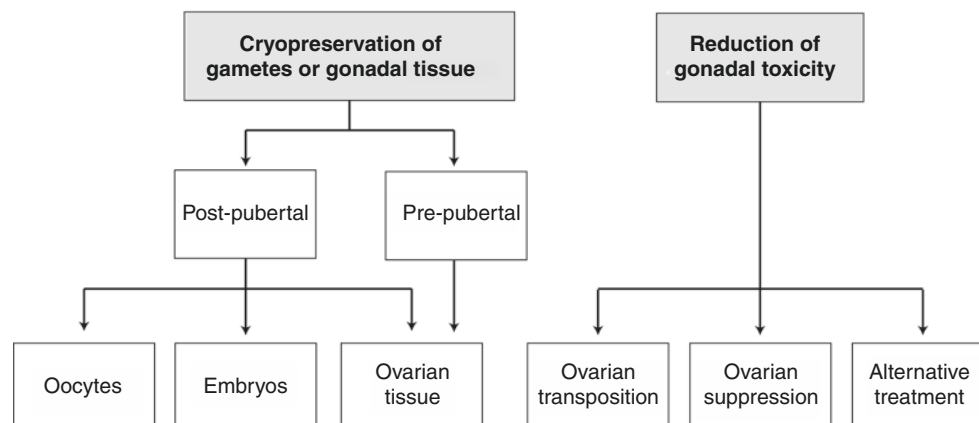 Cryopreservation of
gametes or gonadal tissue
Reduction of
gonadal toxicity
Post-pubertal
Pre-pubertal
Oocytes
Embryos
Ovarian
tissue
Ovarian
transposition
Ovarian
suppression
Alternative
treatment